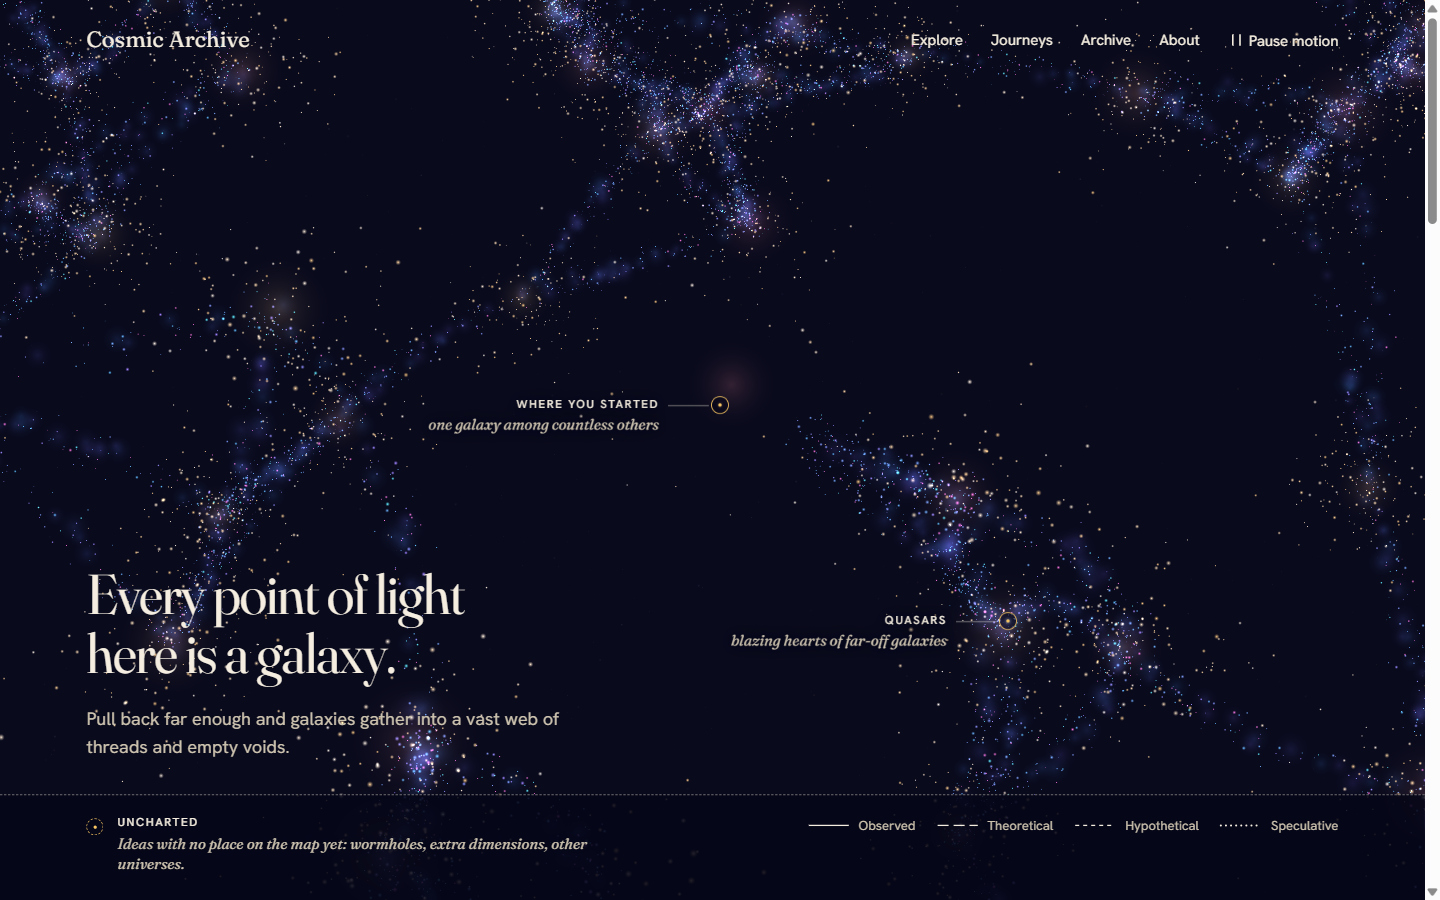 Cosmic Archive
Explore
Journeys
Archive
About
Pause motion
WHERE YOU STARTED
one galaxy among countless others
QUASARS
blazing hearts of far-off galaxies
Every point of light
here is a galaxy.
Pull back far enough and galaxies gather into a vast web of
threads and empty voids.
UNCHARTED
Ideas with no place on the map yet: wormholes, extra dimensions, other
universes.
Observed
Theoretical
Hypothetical
Speculative